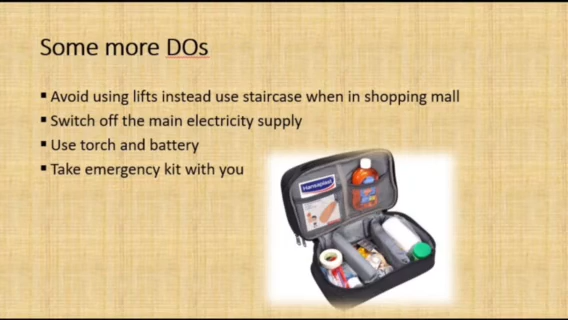 Some more DOs
▪ Avoid using lifts instead use staircase when in shopping mall
▪ Switch off the main electricity supply
▪ Use torch and battery
▪ Take emergency kit with you
Hansaplast